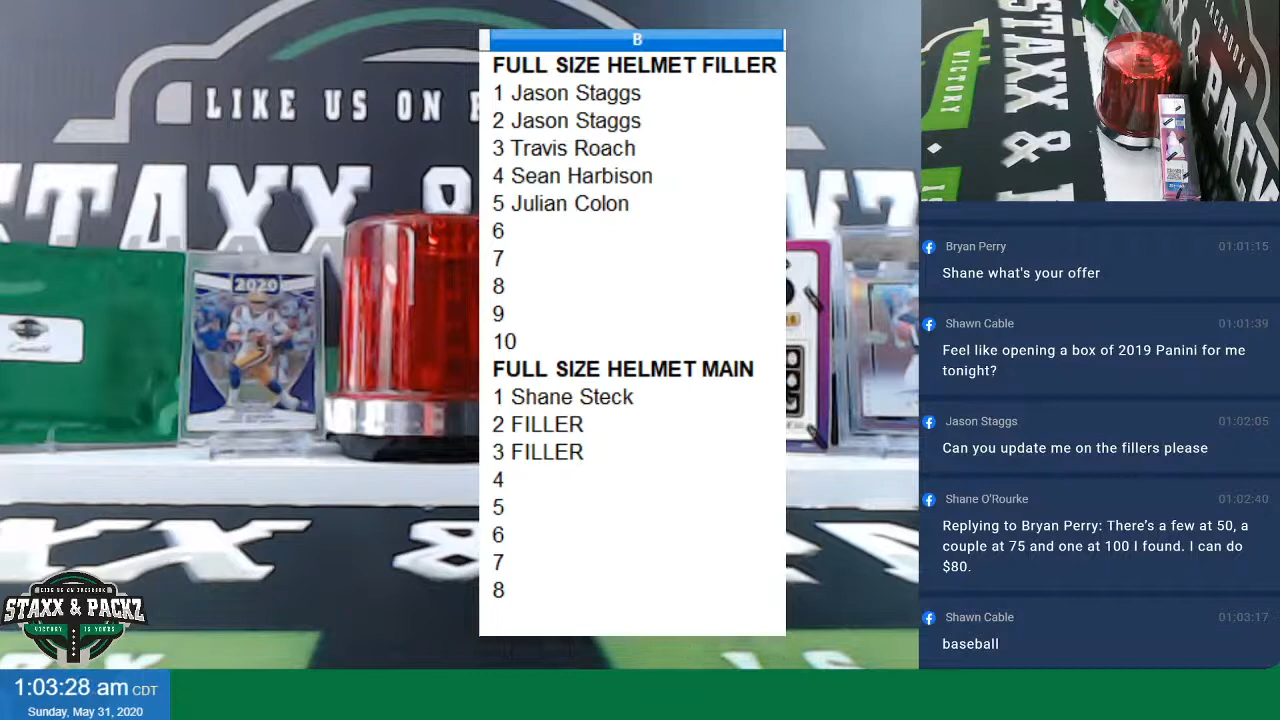 LIKE US ON
STAXX &
2020
B
FULL SIZE HELMET FILLER
1 Jason Staggs
2 Jason Staggs
3 Travis Roach
4 Sean Harbison
5 Julian Colon
6
7
8
9
10
FULL SIZE HELMET MAIN
1 Shane Steck
2 FILLER
3 FILLER
4
5
6
7
8
STAXX & PACKZ
VICTORY IS YOURS
1:03:28 am CDT
Sunday, May 31, 2020
VICTORY
STAXX &
Bryan Perry 01:01:15
Shane what's your offer
Shawn Cable 01:01:39
Feel like opening a box of 2019 Panini for me
tonight?
Jason Staggs 01:02:05
Can you update me on the fillers please
Shane O'Rourke 01:02:40
Replying to Bryan Perry: There's a few at 50, a
couple at 75 and one at 100 I found. I can do
$80.
Shawn Cable 01:03:17
baseball